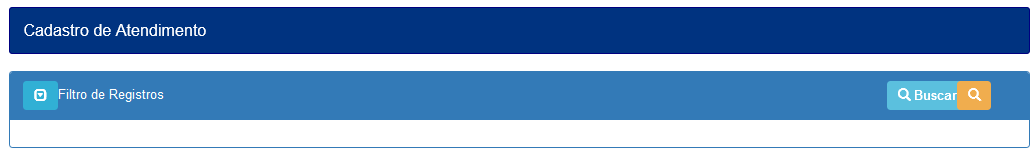 Cadastro de Atendimento
Filtro de Registros
Buscar